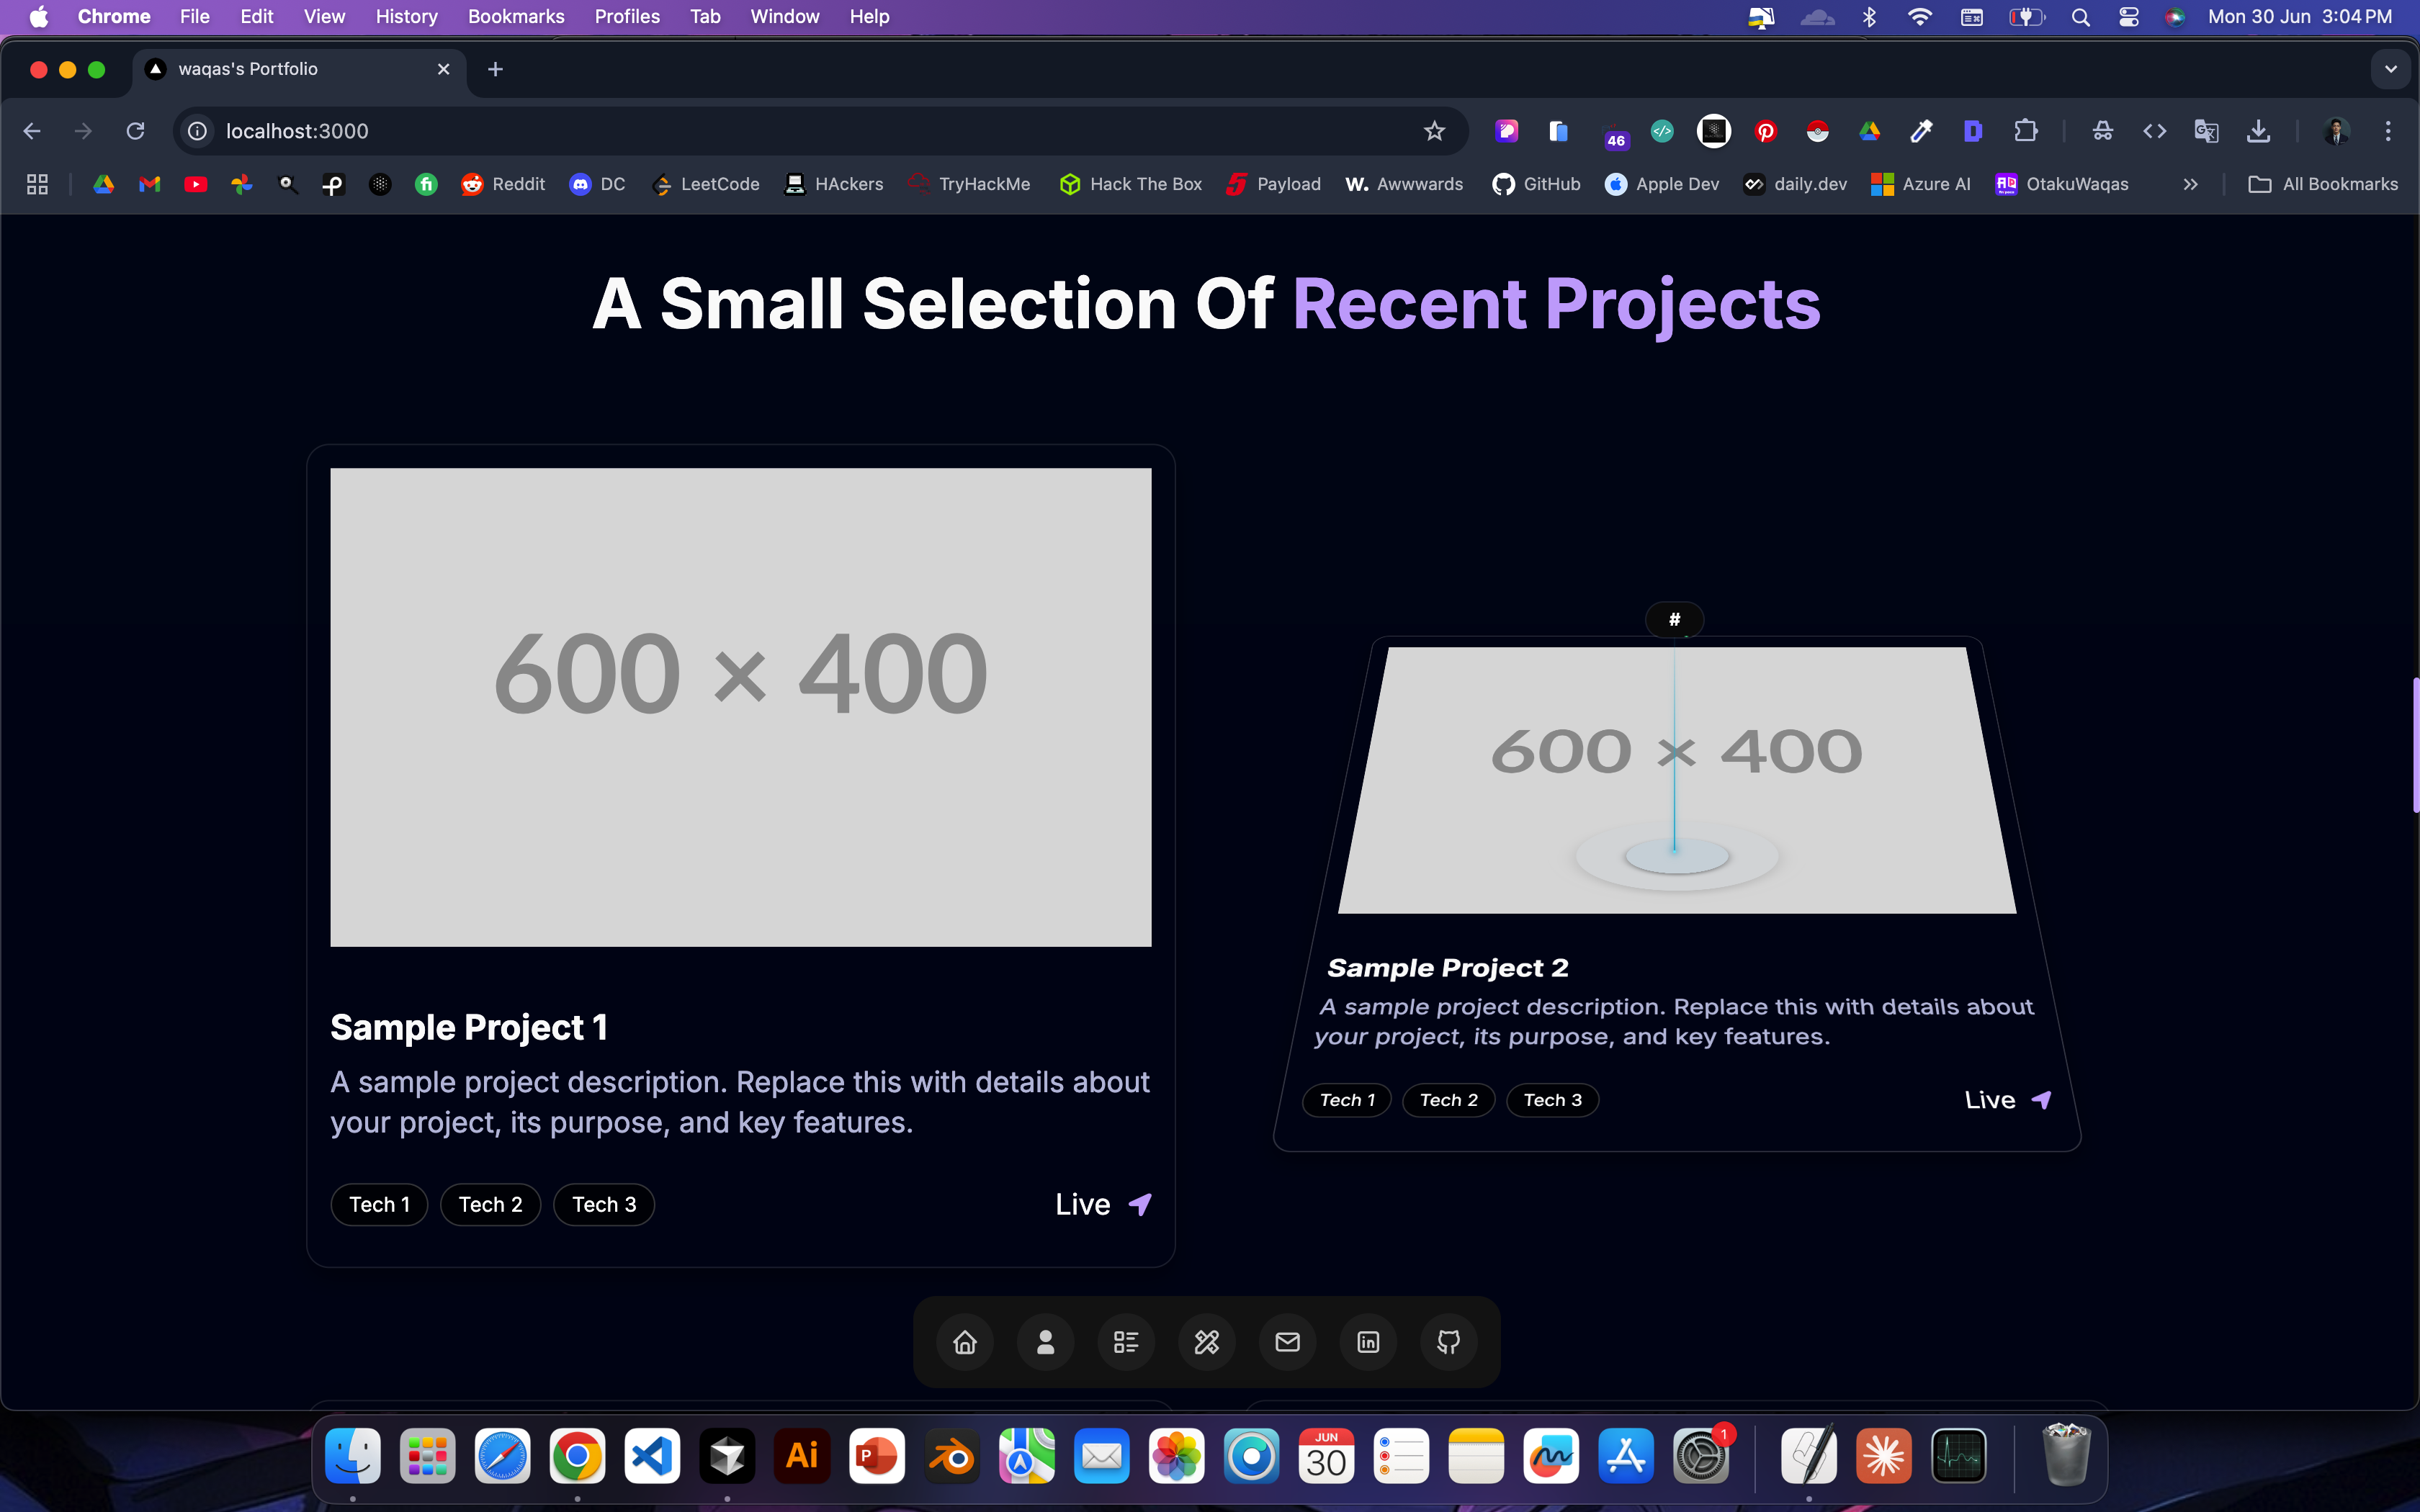 Chrome File Edit View History Bookmarks Profiles Tab Window Help Mon 30 Jun 3:04 PM
waqas's Portfolio
localhost:3000
46
Reddit DC LeetCode HAckers TryHackMe Hack The Box Payload W. Awwwards GitHub Apple Dev daily.dev Azure AI OtakuWaqas All Bookmarks
A Small Selection Of Recent Projects
600 × 400
Sample Project 1
A sample project description. Replace this with details about
your project, its purpose, and key features.
Tech 1 Tech 2 Tech 3 Live
#
600 × 400
Sample Project 2
A sample project description. Replace this with details about
your project, its purpose, and key features.
Tech 1 Tech 2 Tech 3 Live
in
Ai
P
JUN
30
1